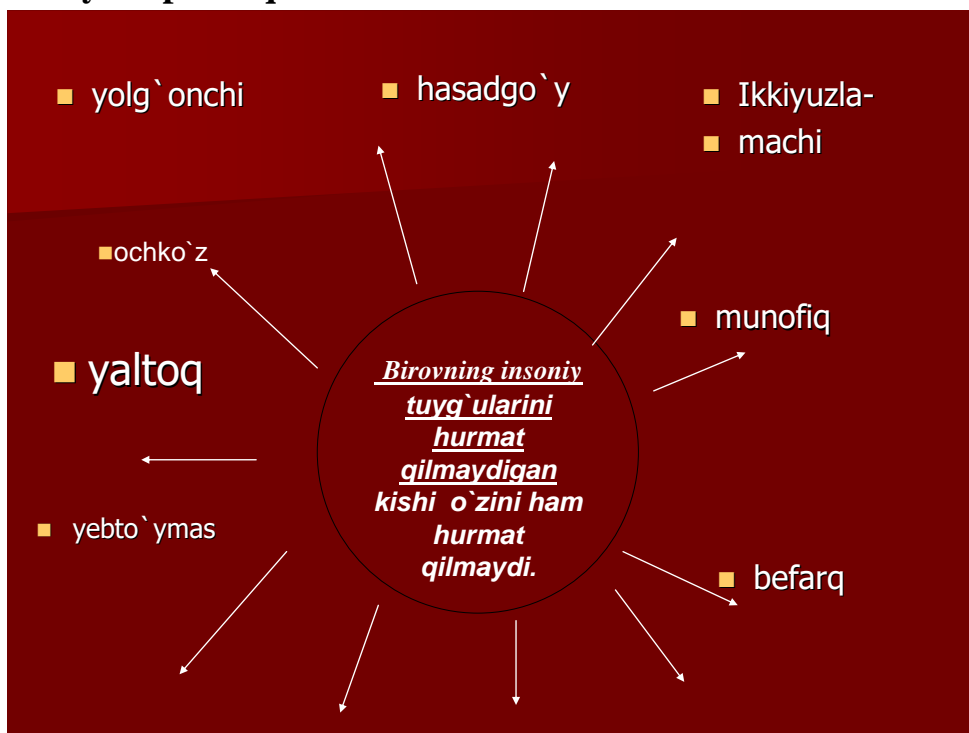 yolg`onchi
hasadgo`y
Ikkiyuzla-
machi
ochko`z
munofiq
yaltoq
Birovning insoniy
tuyg`ularini
hurmat
qilmaydigan
kishi o`zini ham
hurmat
qilmaydi.
yebto`ymas
befarq